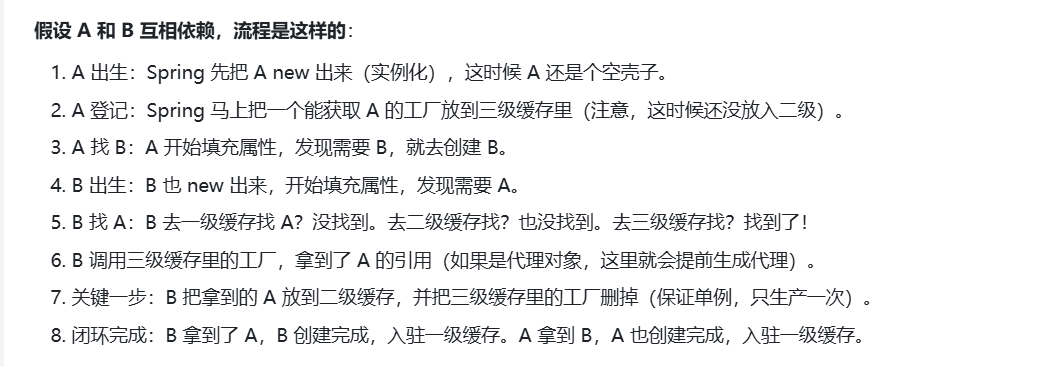 假设 A 和 B 互相依赖，流程是这样的：
1. A 出生：Spring 先把 A new 出来（实例化），这时候 A 还是个空壳子。
2. A 登记：Spring 马上把一个能获取 A 的工厂放到三级缓存里（注意，这时候还没放入二级）。
3. A 找 B：A 开始填充属性，发现需要 B，就去创建 B。
4. B 出生：B 也 new 出来，开始填充属性，发现需要 A。
5. B 找 A：B 去一级缓存找 A？没找到。去二级缓存找？也没找到。去三级缓存找？找到了！
6. B 调用三级缓存里的工厂，拿到了 A 的引用（如果是代理对象，这里就会提前生成代理）。
7. 关键一步：B 把拿到的 A 放到二级缓存，并把三级缓存里的工厂删掉（保证单例，只生产一次）。
8. 闭环完成：B 拿到了 A，B 创建完成，入驻一级缓存。A 拿到 B，A 也创建完成，入驻一级缓存。